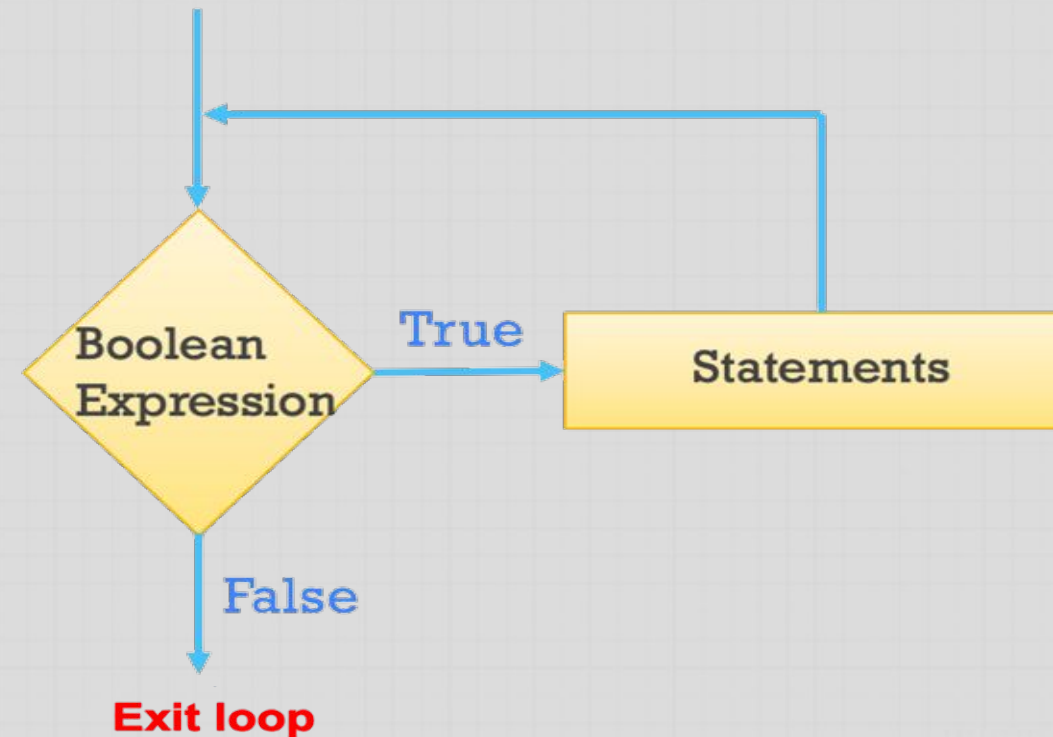 True
Boolean
Expression
Statements
False
Exit loop